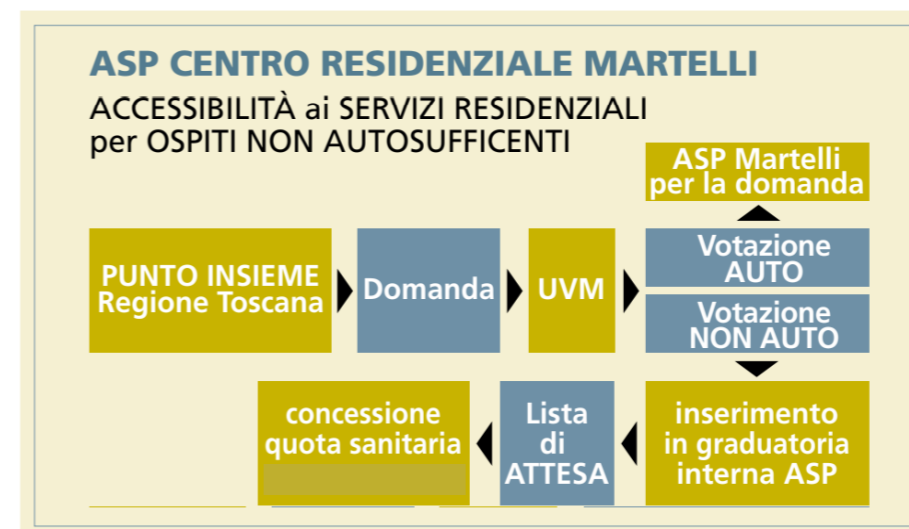 ASP CENTRO RESIDENZIALE MARTELLI
ACCESSIBILITÀ ai SERVIZI RESIDENZIALI
per OSPITI NON AUTOSUFFICENTI
ASP Martelli
per la domanda
PUNTO INSIEME
Regione Toscana
Domanda
UVM
Votazione
AUTO
Votazione
NON AUTO
concessione
quota sanitaria
Lista
di
ATTESA
inserimento
in graduatoria
interna ASP